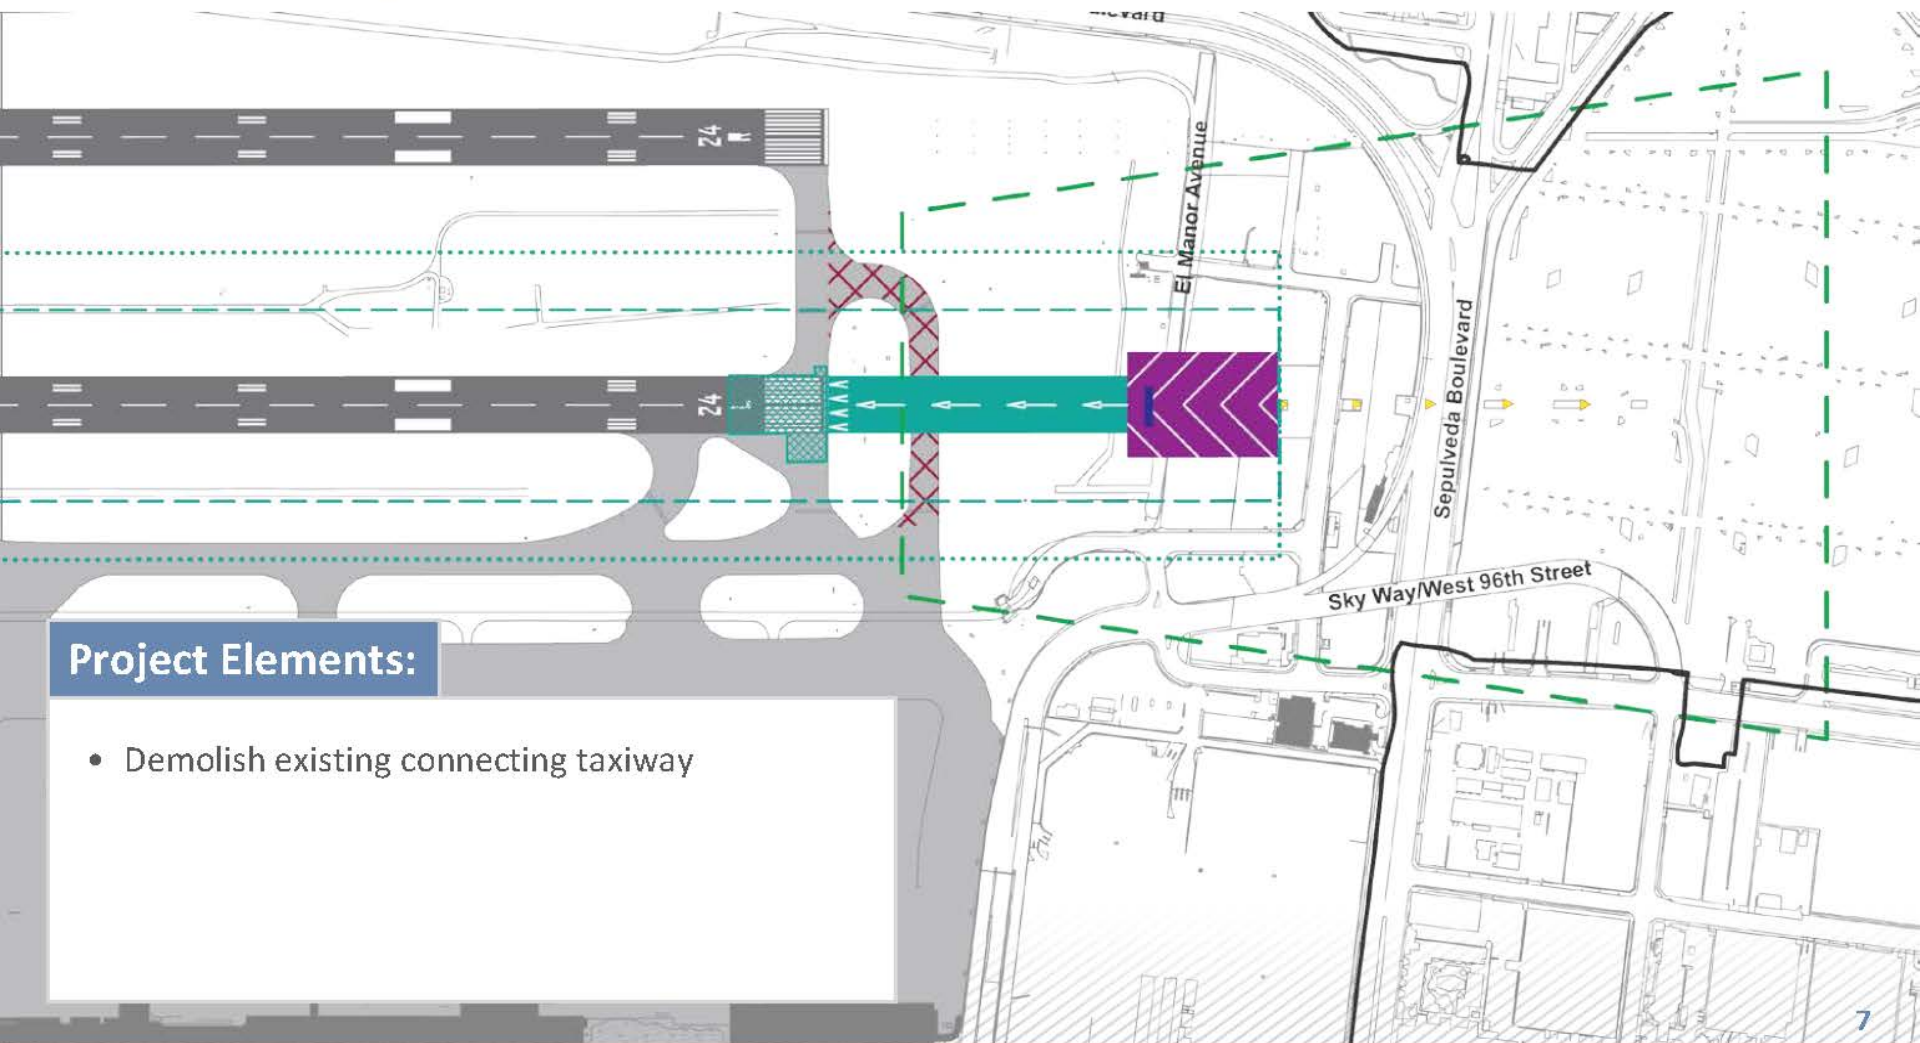 24
R
El Manor Avenue
24
Sepulveda Boulevard
Sky Way/West 96th Street
Project Elements:
• Demolish existing connecting taxiway
7